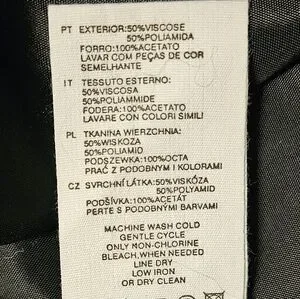 PT EXTERIOR:50%VISCOSE
50%POLIAMIDA
FORRO:100%ACETATO
LAVAR COM PEÇAS DE COR
SEMELHANTE
IT TESSUTO ESTERNO:
50%VISCOSA
50%POLIAMMIDE
FODERA:100%ACETATO
LAVARE CON COLORI SIMILI
PL TKANINA WIERZCHNIA:
50%WISKOZA
50%POLIAMID
PODSZEWKA:100%OCTA
PRAĆ Z PODOBNYMI KOLORAMI
CZ SVRCHNÍ LÁTKA:50%VISKÓZA
50%POLYAMID
PODŠÍVKA:100%ACETÁT
PERTE S PODOBNÝMI BARVAMI
MACHINE WASH COLD
GENTLE CYCLE
ONLY NON-CHLORINE
BLEACH,WHEN NEEDED
LINE DRY
LOW IRON
OR DRY CLEAN